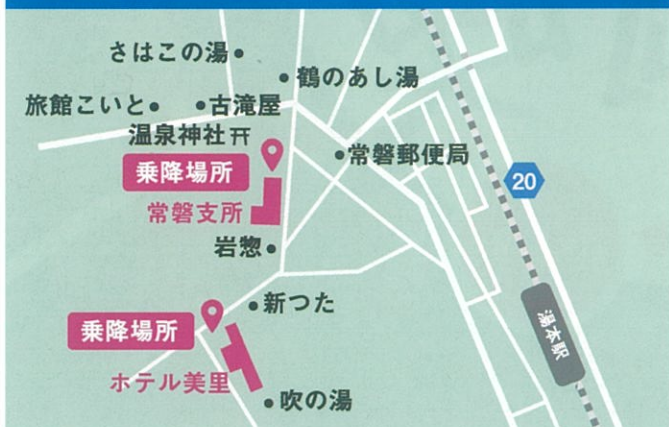 さはこの湯
鶴のあし湯
旅館こいと
古滝屋
温泉神社
常磐郵便局
乗降場所
20
常磐支所
岩惣
新つた
乗降場所
湯本駅
ホテル美里
吹の湯